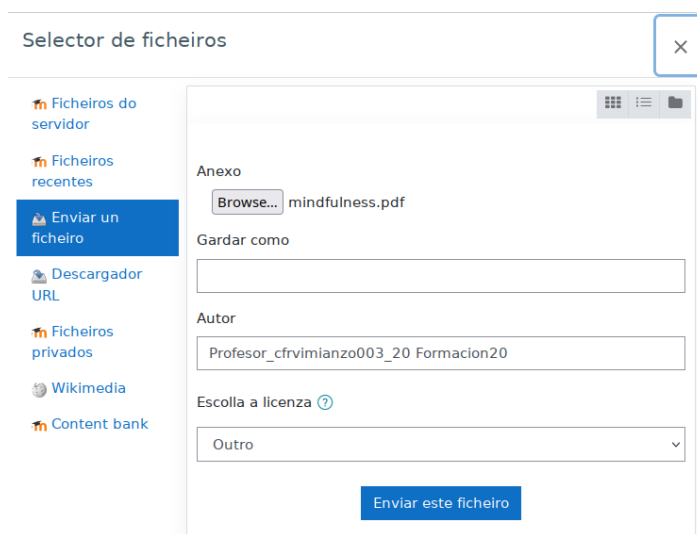 Selector de ficheiros
Ficheiros do
servidor
Ficheiros
recentes
Enviar un
ficheiro
Descargador
URL
Ficheiros
privados
Wikimedia
Content bank
Anexo
Browse... mindfulness.pdf
Gardar como
Autor
Profesor_cfrvimianzo003_20 Formacion20
Escolla a licenza
Outro
Enviar este ficheiro